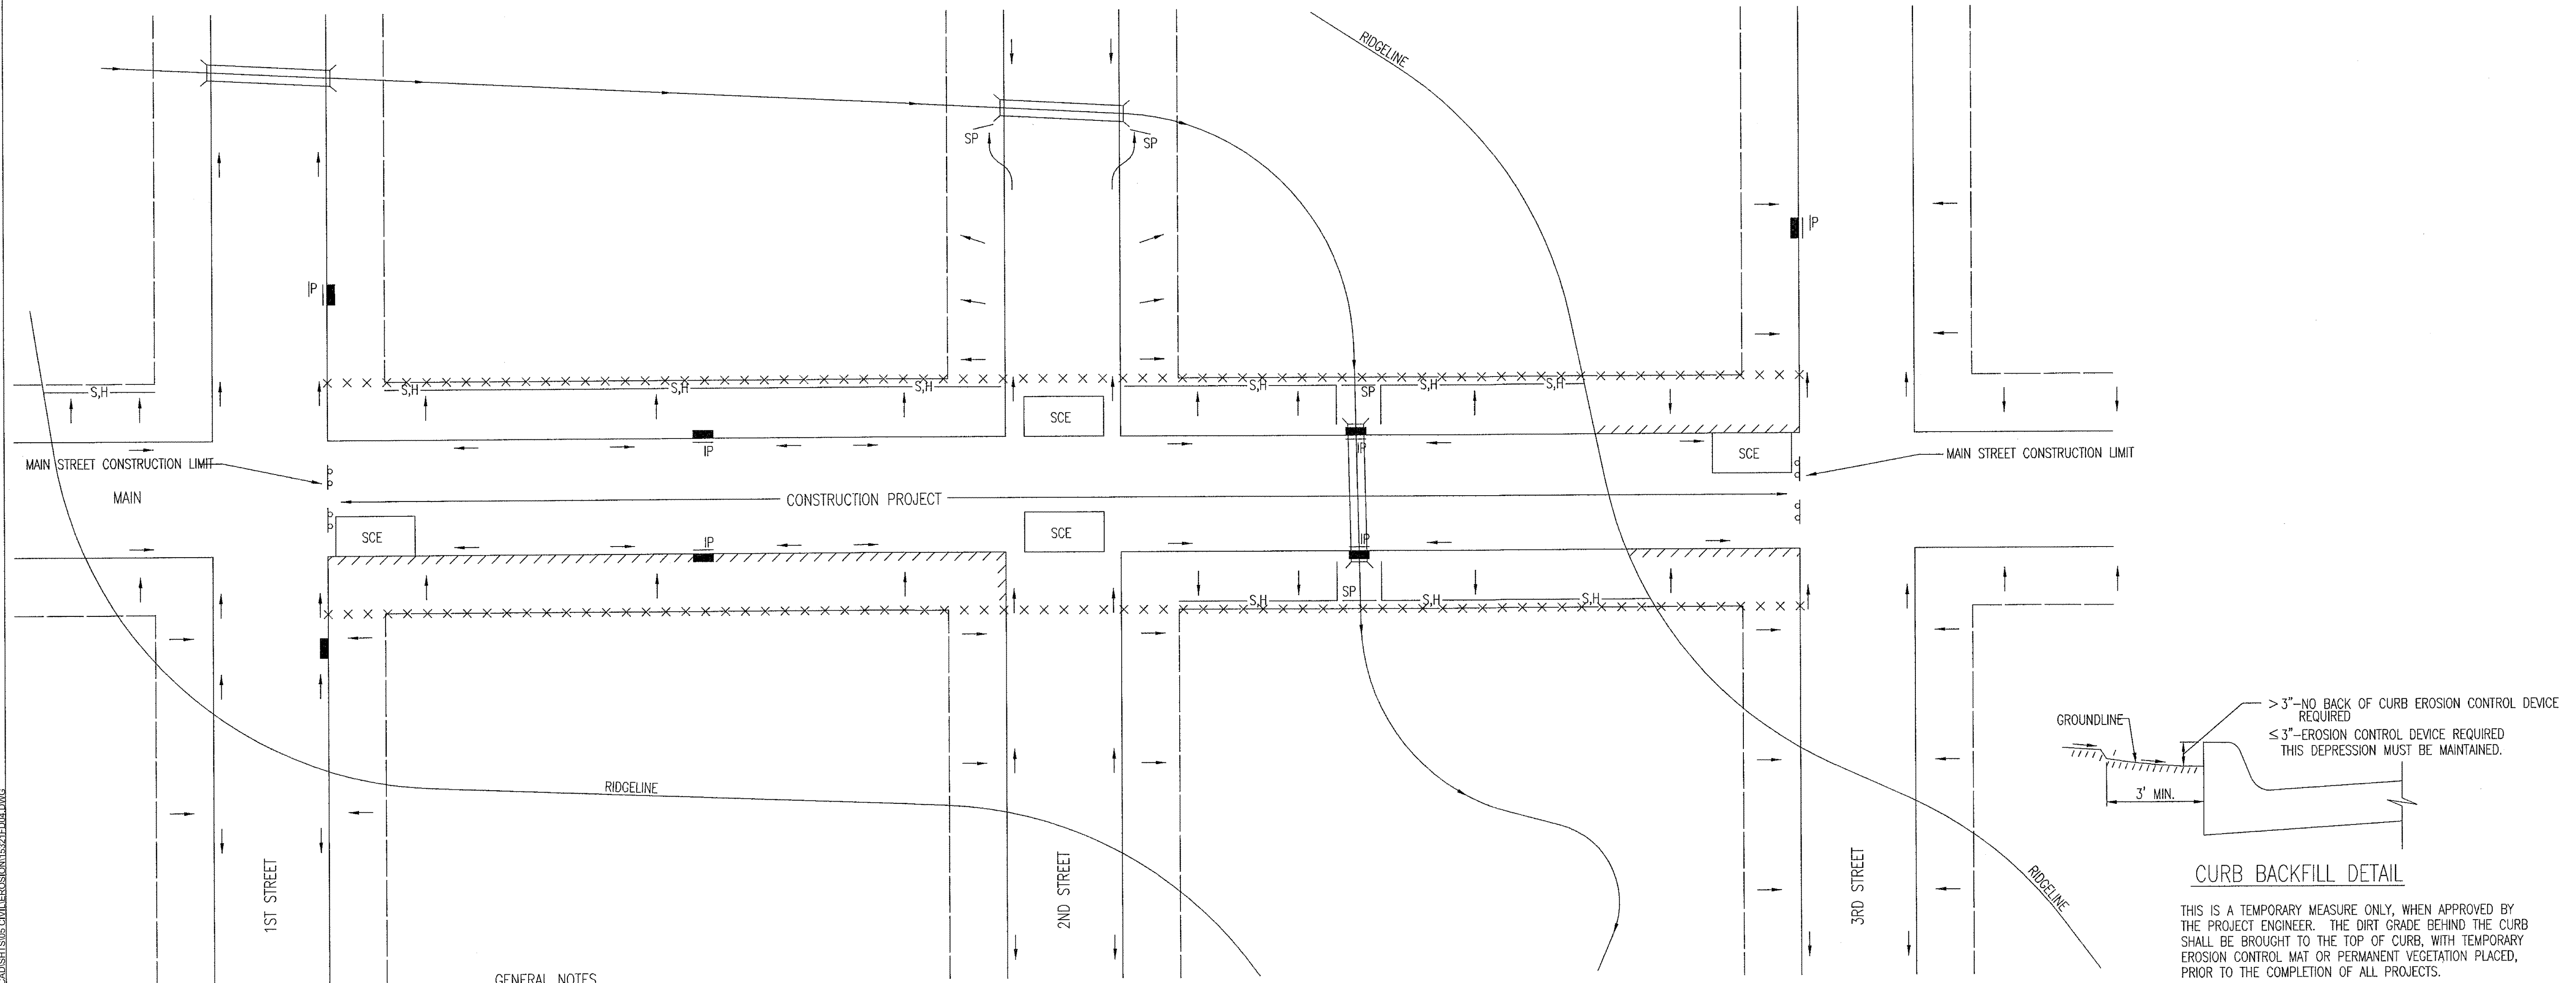 RIDGELINE
SP
SP
IP
IP
S,H
S,H
S,H
S,H
S,H
SP
S,H
S,H
SCE
IP
IP
SCE
MAIN STREET CONSTRUCTION LIMIT
MAIN STREET CONSTRUCTION LIMIT
MAIN
CONSTRUCTION PROJECT
SCE
SCE
IP
IP
S,H
SP
S,H
S,H
RIDGELINE
GROUNDLINE
> 3"-NO BACK OF CURB EROSION CONTROL DEVICE
REQUIRED
≤ 3"-EROSION CONTROL DEVICE REQUIRED
THIS DEPRESSION MUST BE MAINTAINED.
3' MIN.
1ST STREET
2ND STREET
3RD STREET
RIDGELINE
CURB BACKFILL DETAIL
THIS IS A TEMPORARY MEASURE ONLY, WHEN APPROVED BY
THE PROJECT ENGINEER. THE DIRT GRADE BEHIND THE CURB
SHALL BE BROUGHT TO THE TOP OF CURB, WITH TEMPORARY
EROSION CONTROL MAT OR PERMANENT VEGETATION PLACED,
PRIOR TO THE COMPLETION OF ALL PROJECTS.
GENERAL NOTES